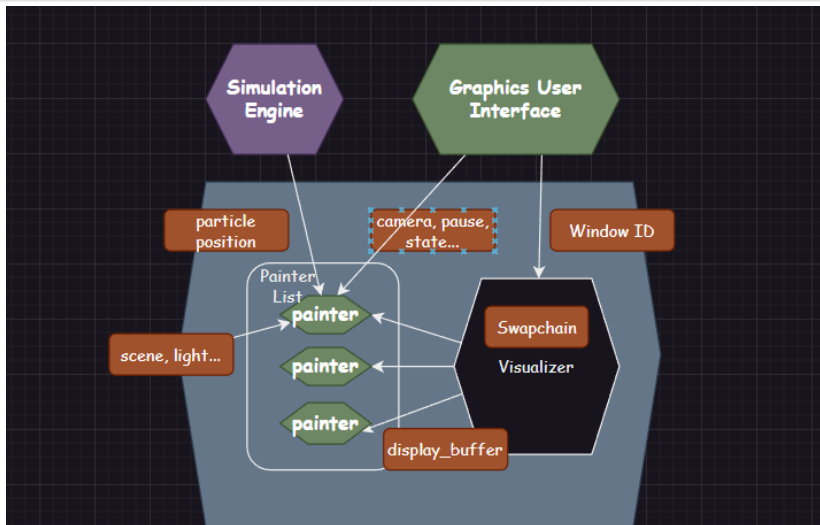 Simulation
Engine
Graphics User
Interface
particle
position
camera, pause,
state...
Window ID
Painter
List
painter
Swapchain
scene, light...
Visualizer
painter
painter
display_buffer